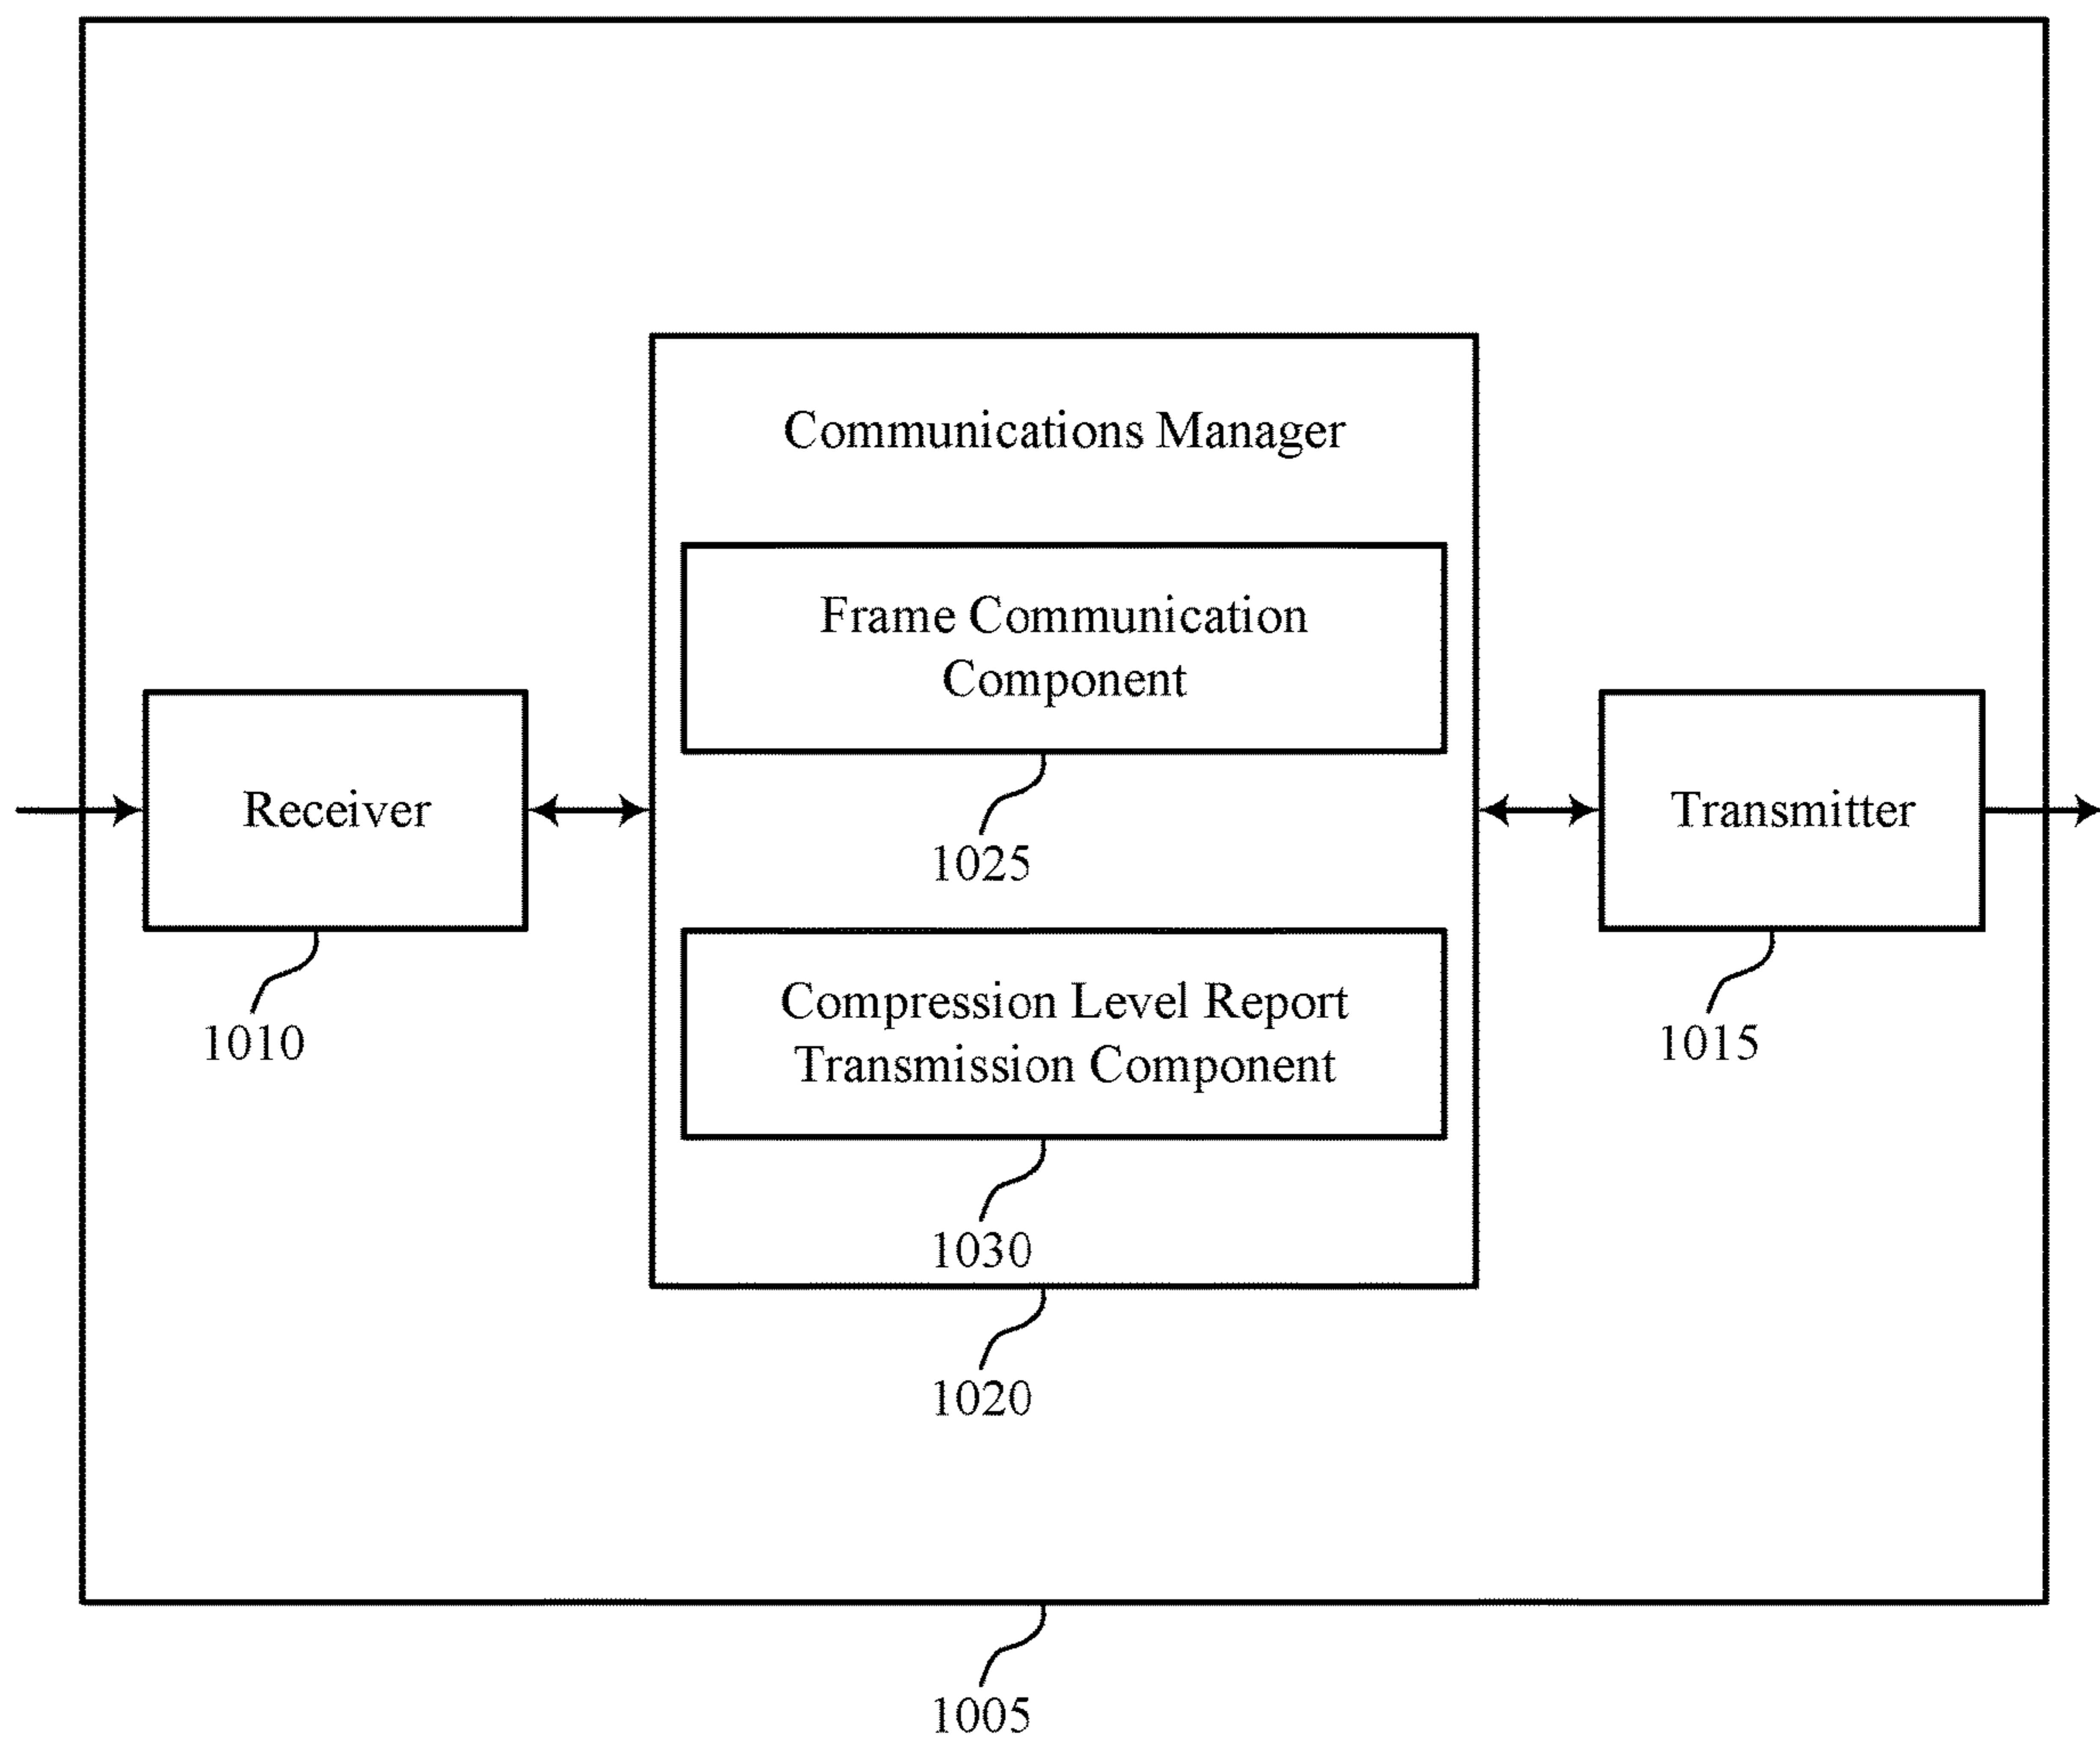 Communications Manager
Frame Communication
Component
1025
Receiver
1010
Transmitter
1015
Compression Level Report
Transmission Component
1030
1020
1005